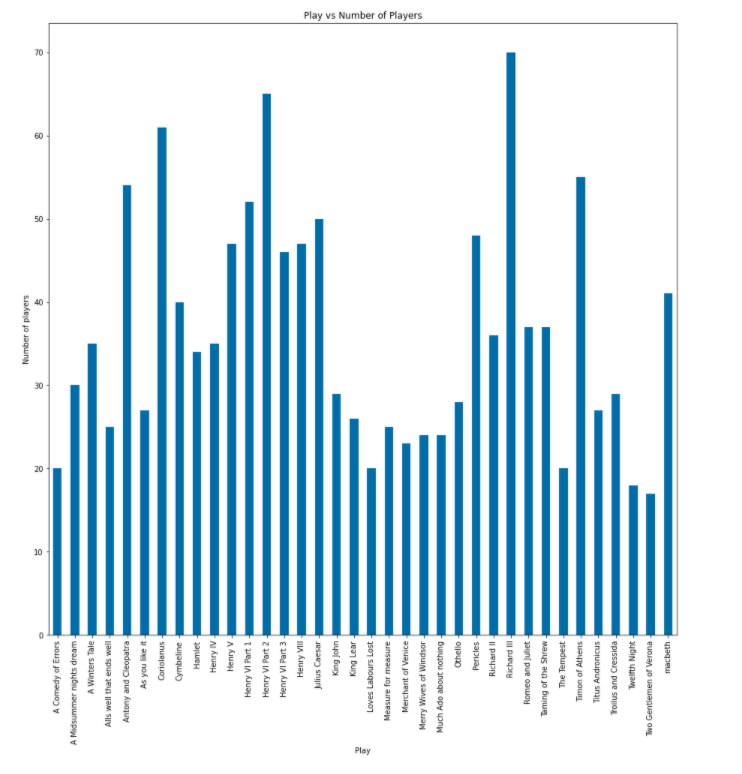 Play vs Number of Players
Number of players
70
60
50
40
30
20
10
0
A Comedy of Errors
A Midsummer nights dream
A Winters Tale
Alls well that ends well
Antony and Cleopatra
As you like it
Coriolanus
Cymbeline
Hamlet
Henry IV
Henry V
Henry VI Part 1
Henry VI Part 2
Henry VI Part 3
Henry VIII
Julius Caesar
King John
King Lear
Loves Labours Lost
Measure for measure
Merchant of Venice
Merry Wives of Windsor
Much Ado about nothing
Othello
Pericles
Richard II
Richard III
Romeo and Juliet
Taming of the Shrew
The Tempest
Timon of Athens
Titus Andronicus
Troilus and Cressida
Twelfth Night
Two Gentlemen of Verona
macbeth
Play